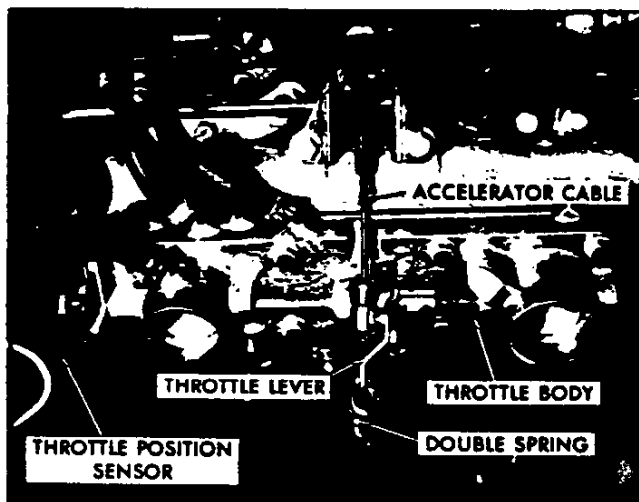 ACCELERATOR CABLE
THROTTLE LEVER
THROTTLE BODY
DOUBLE SPRING
THROTTLE POSITION
SENSOR